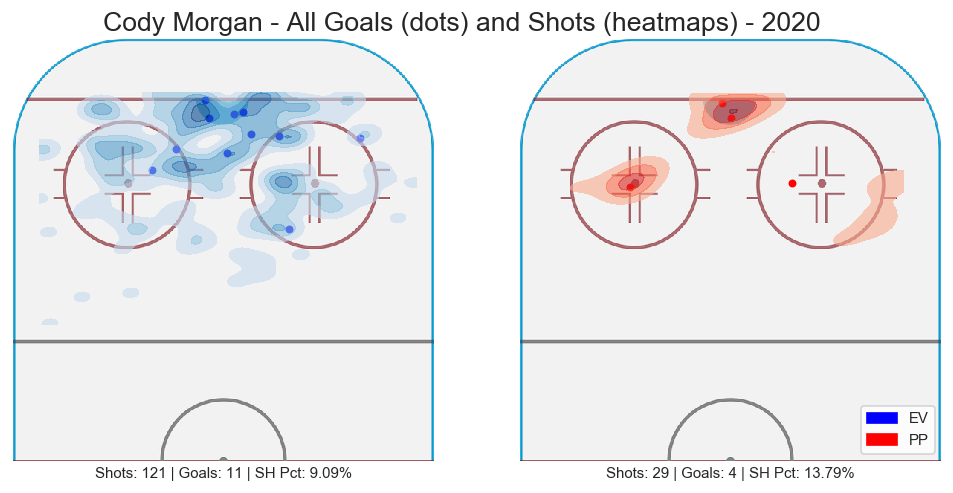 Cody Morgan - All Goals (dots) and Shots (heatmaps) - 2020
EV
PP
Shots: 121 | Goals: 11 | SH Pct: 9.09%
Shots: 29 | Goals: 4 | SH Pct: 13.79%